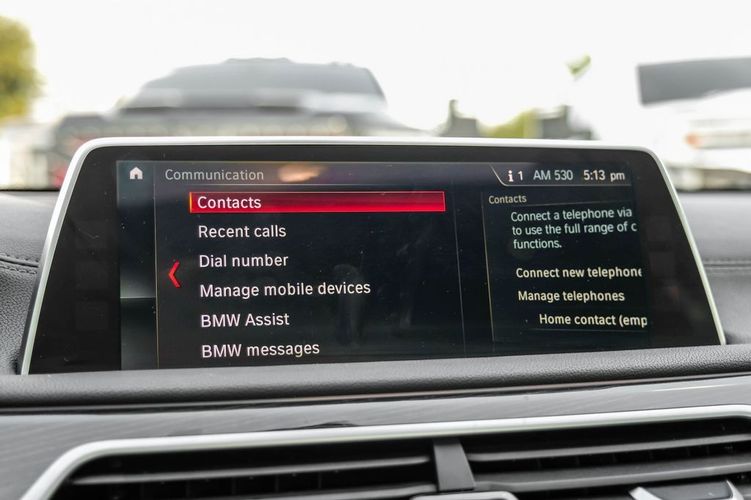 Communication
i 1 AM 530 5:13 pm
Contacts
Recent calls
Dial number
Manage mobile devices
BMW Assist
BMW messages
Contacts
Connect a telephone via
to use the full range of c
functions.
Connect new telephone
Manage telephones
Home contact (emp